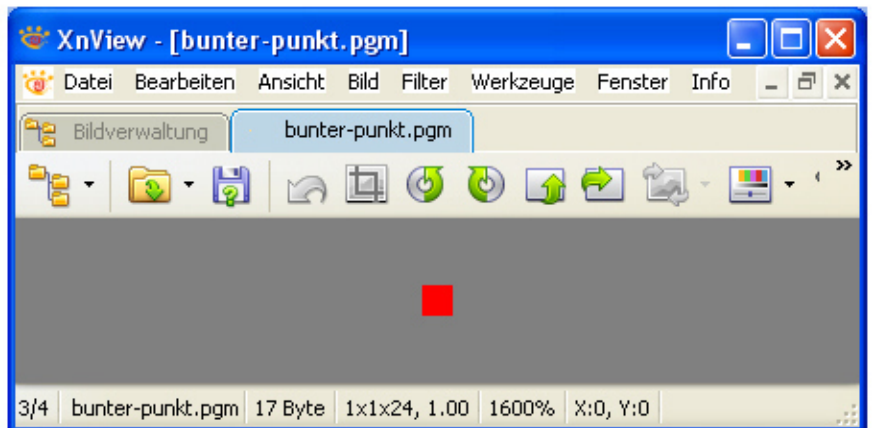 XnView - [bunter-punkt.pgm]
Datei Bearbeiten Ansicht Bild Filter Werkzeuge Fenster Info
Bildverwaltung bunter-punkt.pgm
3/4 bunter-punkt.pgm 17 Byte 1x1x24, 1.00 1600% X:0, Y:0